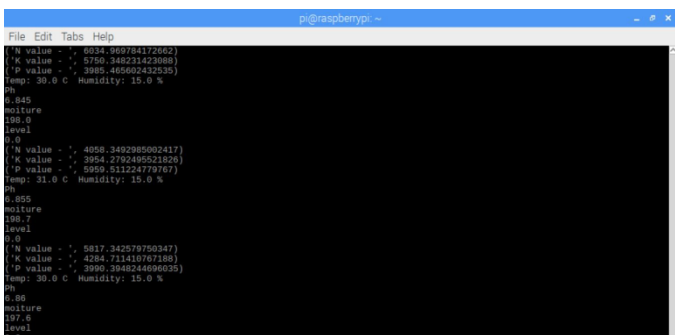 pi@raspberrypi: ~
File Edit Tabs Help
('N value - ', 6034.969784172662)
('K value - ', 5750.348231423088)
('P value - ', 3985.465602432535)
Temp: 30.0 C  Humidity: 15.0 %
Ph
6.845
moiture
198.0
level
0.0
('N value - ', 4058.3492985002417)
('K value - ', 3954.2792495521826)
('P value - ', 5959.511224779767)
Temp: 31.0 C  Humidity: 15.0 %
Ph
6.855
moiture
198.7
level
0.0
('N value - ', 5817.342579750347)
('K value - ', 4284.711410767188)
('P value - ', 3990.3948244696035)
Temp: 30.0 C  Humidity: 15.0 %
Ph
6.86
moiture
197.6
level